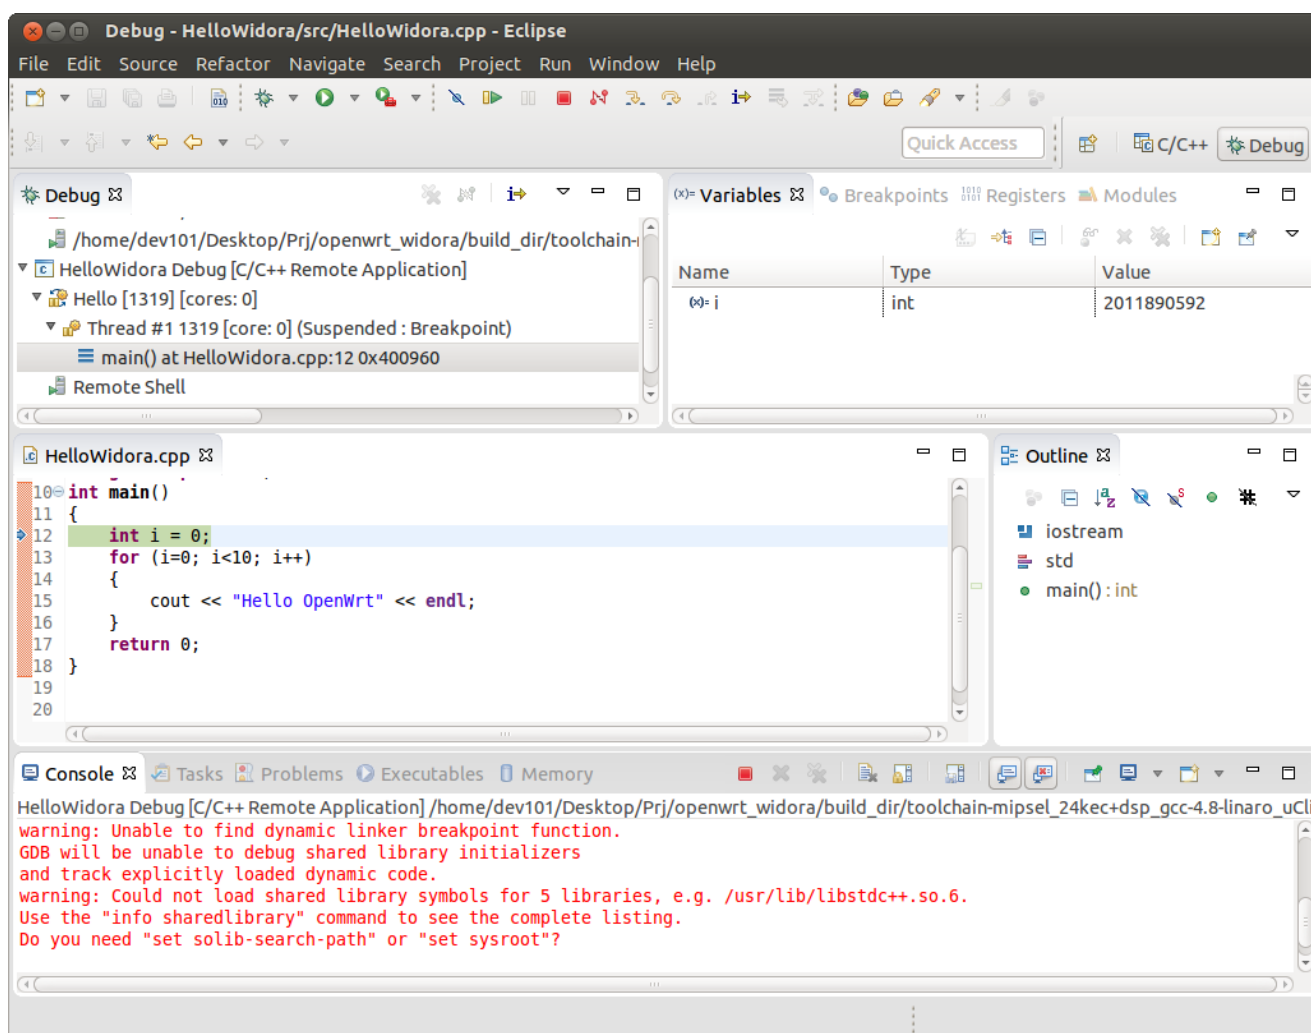 Debug - HelloWidora/src/HelloWidora.cpp - Eclipse
File Edit Source Refactor Navigate Search Project Run Window Help
Quick Access
C/C++ Debug
Debug
/home/dev101/Desktop/Prj/openwrt_widora/build_dir/toolchain-
HelloWidora Debug [C/C++ Remote Application]
Hello [1319] [cores: 0]
Thread #1 1319 [core: 0] (Suspended : Breakpoint)
main() at HelloWidora.cpp:12 0x400960
Remote Shell
(x)= Variables Breakpoints Registers Modules
Name Type Value
(x)= i int 2011890592
HelloWidora.cpp
10 int main()
11 {
12 int i = 0;
13 for (i=0; i<10; i++)
14 {
15 cout << "Hello OpenWrt" << endl;
16 }
17 return 0;
18 }
19
20
Outline
iostream
std
main() : int
Console Tasks Problems Executables Memory
HelloWidora Debug [C/C++ Remote Application] /home/dev101/Desktop/Prj/openwrt_widora/build_dir/toolchain-mipsel_24kec+dsp_gcc-4.8-linaro_uCli
warning: Unable to find dynamic linker breakpoint function.
GDB will be unable to debug shared library initializers
and track explicitly loaded dynamic code.
warning: Could not load shared library symbols for 5 libraries, e.g. /usr/lib/libstdc++.so.6.
Use the "info sharedlibrary" command to see the complete listing.
Do you need "set solib-search-path" or "set sysroot"?